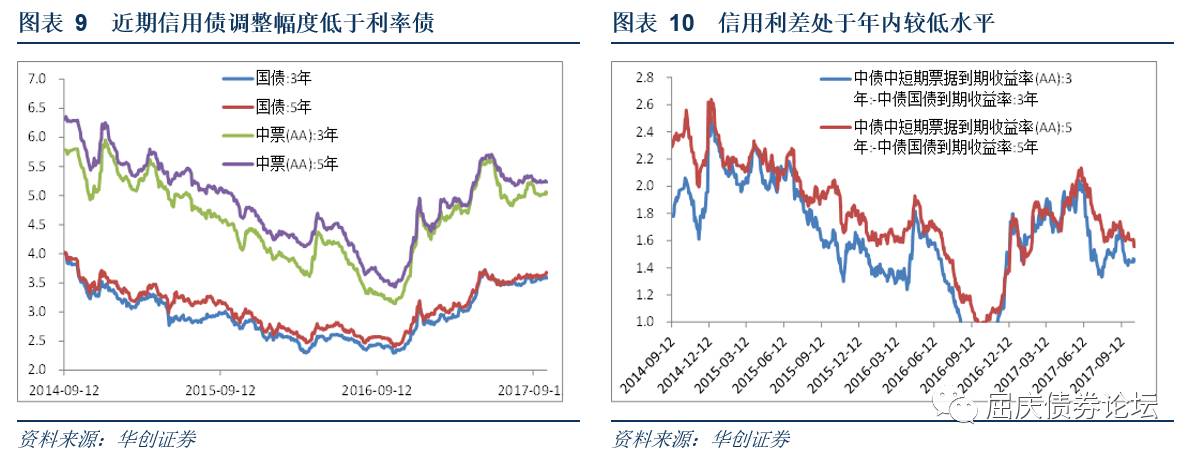 图表 9 近期信用债调整幅度低于利率债
7.0
6.5
6.0
5.5
5.0
4.5
4.0
3.5
3.0
2.5
2.0
国债:3年
国债:5年
中票(AA):3年
中票(AA):5年
2014-09-12
2015-09-12
2016-09-12
2017-09-1
资料来源：华创证券
图表 10 信用利差处于年内较低水平
2.8
2.6
2.4
2.2
2.0
1.8
1.6
1.4
1.2
1.0
中债中短期票据到期收益率(AA):3
年:-中债国债到期收益率:3年
中债中短期票据到期收益率(AA):5
年:-中债国债到期收益率:5年
2014-09-12
2014-12-12
2015-03-12
2015-06-12
2015-09-12
2015-12-12
2016-03-12
2016-06-12
2016-09-12
2016-12-12
2017-03-12
2017-06-12
2017-09-12
屈庆债券论坛
资料来源：华创证券